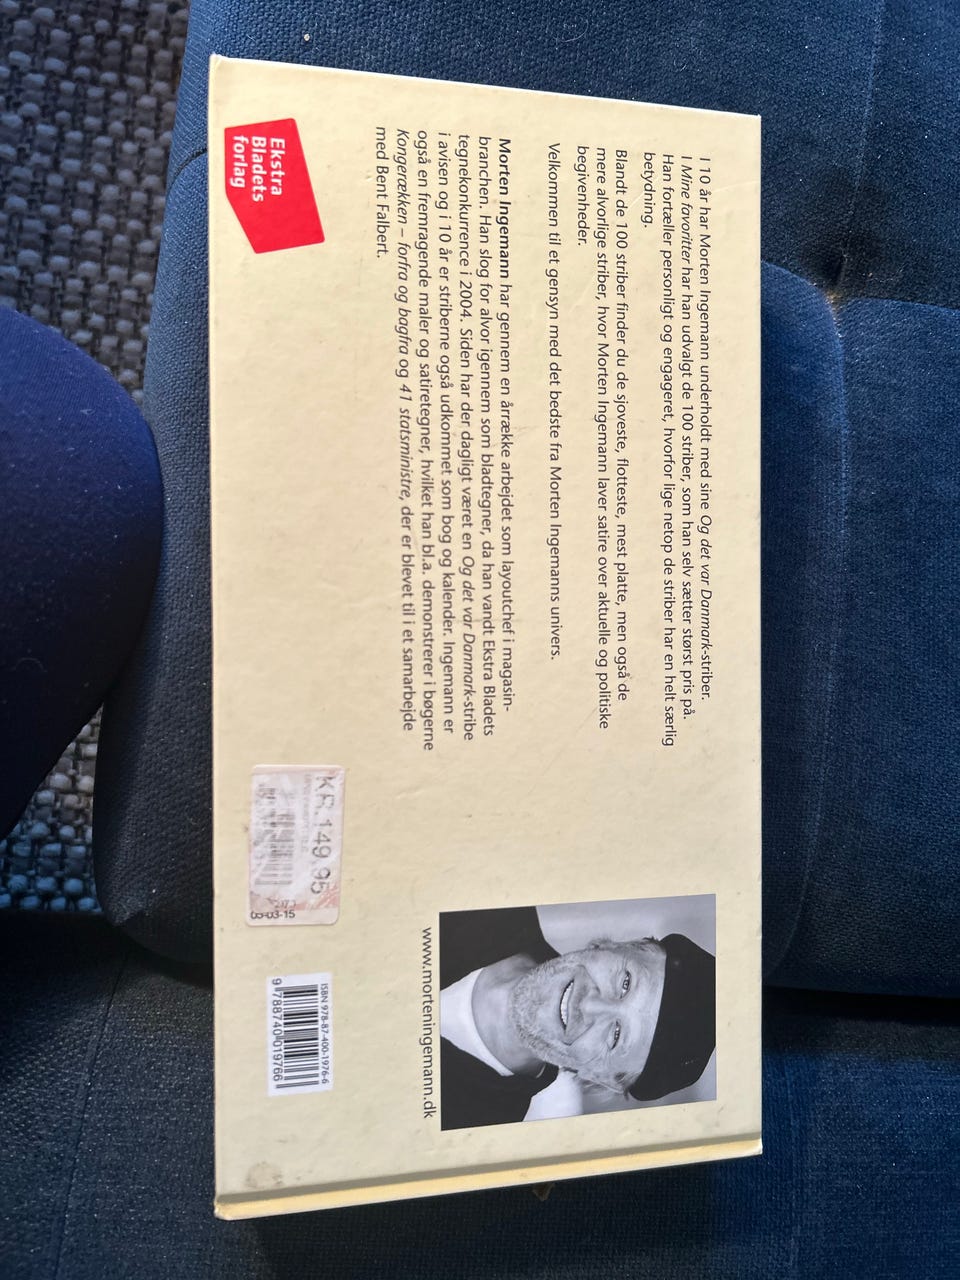 I 10 år har Morten Ingemann underholdt med sine Og det var Danmark-striber.
I Mine favoritter har han udvalgt de 100 striber, som han selv sætter størst pris på.
Han fortæller personligt og engageret, hvorfor lige netop de striber har en helt særlig
betydning.
Blandt de 100 striber finder du de sjoveste, flotteste, mest platte, men også de
mere alvorlige striber, hvor Morten Ingemann laver satire over aktuelle og politiske
begivenheder.
Velkommen til et gensyn med det bedste fra Morten Ingemanns univers.
Morten Ingemann har gennem en årrække arbejdet som layoutchef i magasin-
branchen. Han slog for alvor igennem som bladtegner, da han vandt Ekstra Bladets
tegnekonkurrence i 2004. Siden har der dagligt været en Og det var Danmark-stribe
i avisen og i 10 år er striberne også udkommet som bog og kalender. Ingemann er
også en fremragende maler og satiretegner, hvilket han bl.a. demonstrerer i bøgerne
Kongerækken – forfra og bagfra og 41 statsministre, der er blevet til i et samarbejde
med Bent Falbert.
www.morteningemann.dk
Ekstra
Bladets
forlag
KR. 149,95
03-15
ISBN 978-87-400-1976-6
9 788740 019766